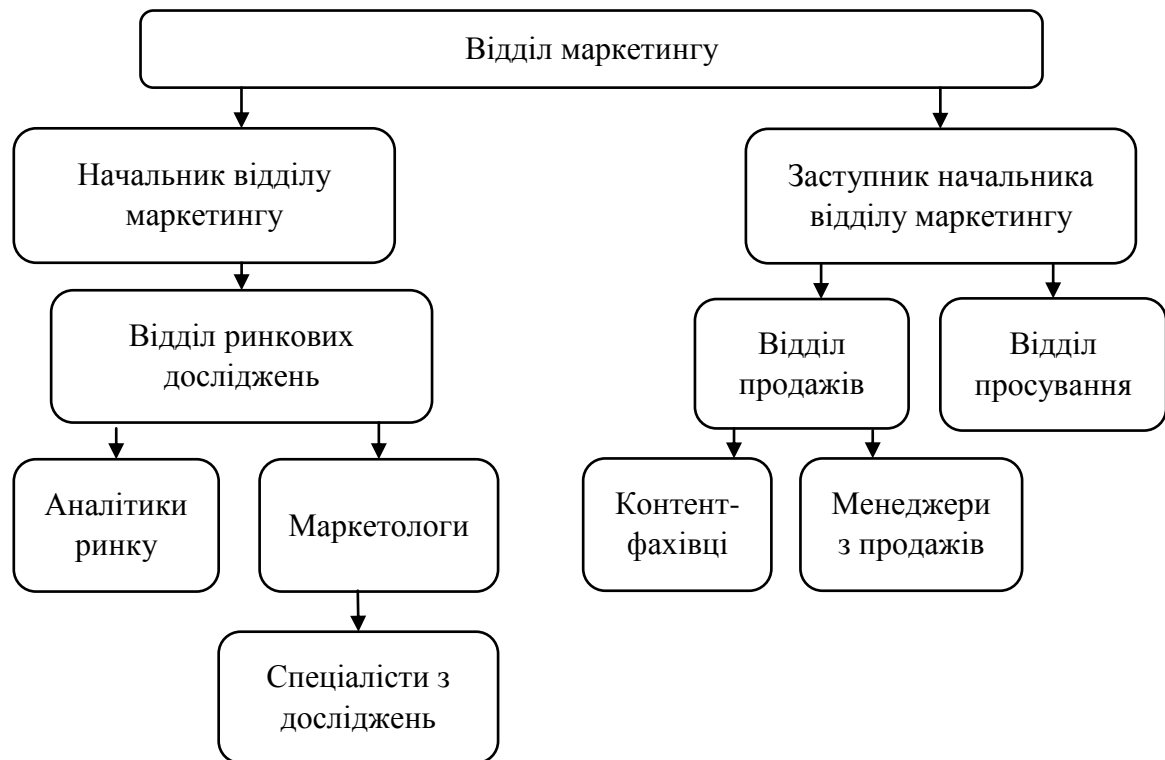 Відділ маркетингу
Начальник відділу
маркетингу
Заступник начальника
відділу маркетингу
Відділ ринкових
досліджень
Відділ
продажів
Відділ
просування
Аналітики
ринку
Маркетологи
Контент-
фахівці
Менеджери
з продажів
Спеціалісти з
досліджень